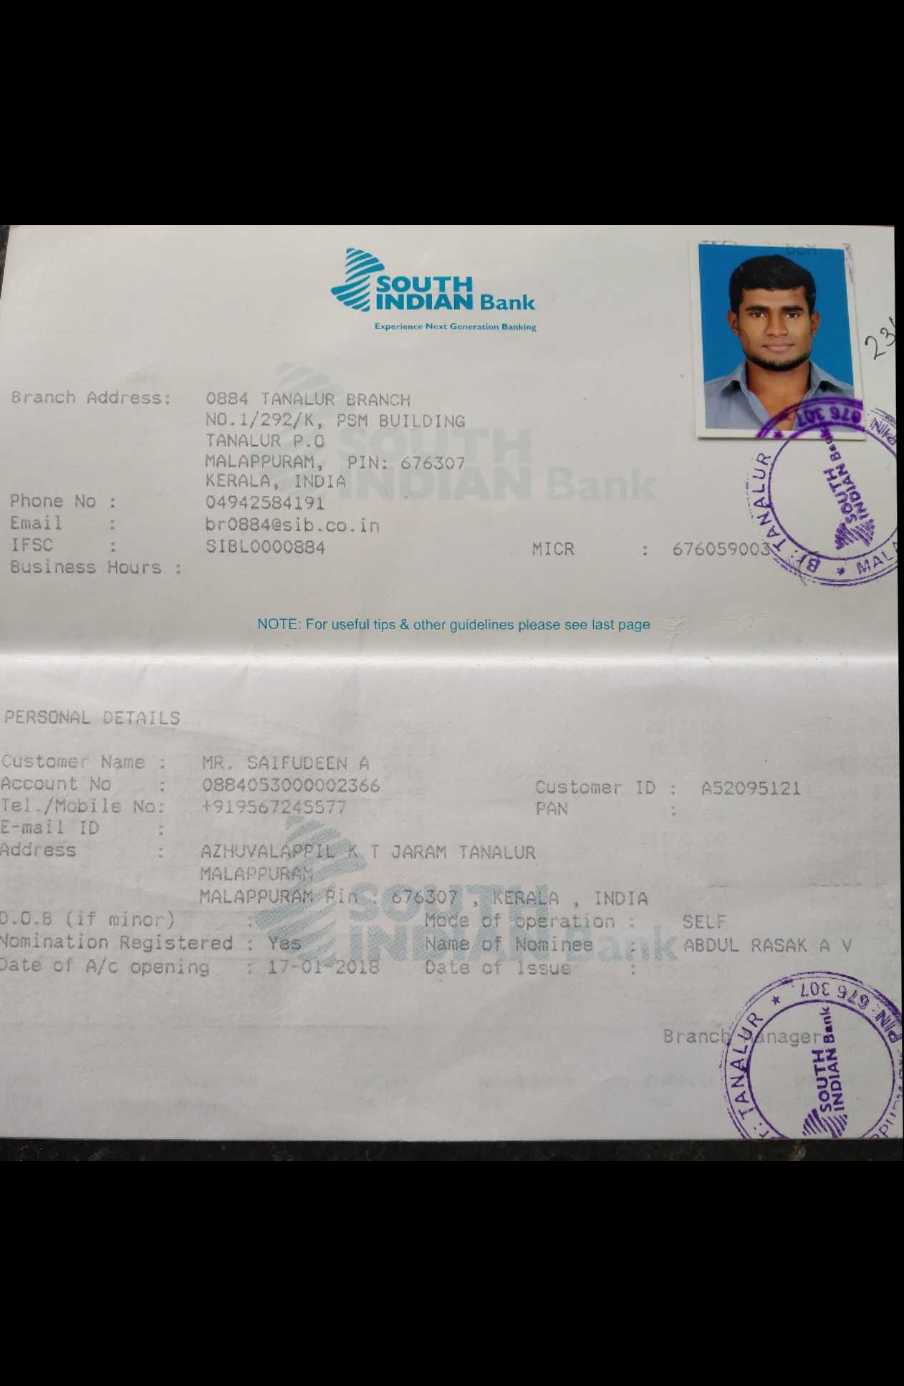 SOUTH
INDIAN Bank
Experience Next Generation Banking
23
Branch Address: 0884 TANALUR BRANCH
NO.1/292/K, PSM BUILDING
TANALUR P.O
MALAPPURAM, PIN: 676307
KERALA, INDIA
Phone No : 04942584191
Email : br0884@sib.co.in
IFSC : SIBL0000884 MICR : 676059003
Business Hours :
Br: TANALUR * 676 307
SOUTH
INDIAN Bank
NOTE: For useful tips & other guidelines please see last page
PERSONAL DETAILS
Customer Name : MR. SAIFUDEEN A
Account No : 0884053000002366 Customer ID : A52095121
Tel./Mobile No: +919567245577 PAN :
E-mail ID :
Address : AZHUVALAPPIL K T JARAM TANALUR
MALAPPURAM
MALAPPURAM Pin : 676307 , KERALA , INDIA
D.O.B (if minor) : Mode of operation : SELF
Nomination Registered : Yes Name of Nominee : ABDUL RASAK A V
Date of A/c opening : 17-01-2018 Date of Issue :
Branch Manager
TANALUR * PIN: 676 307
SOUTH
INDIAN Bank